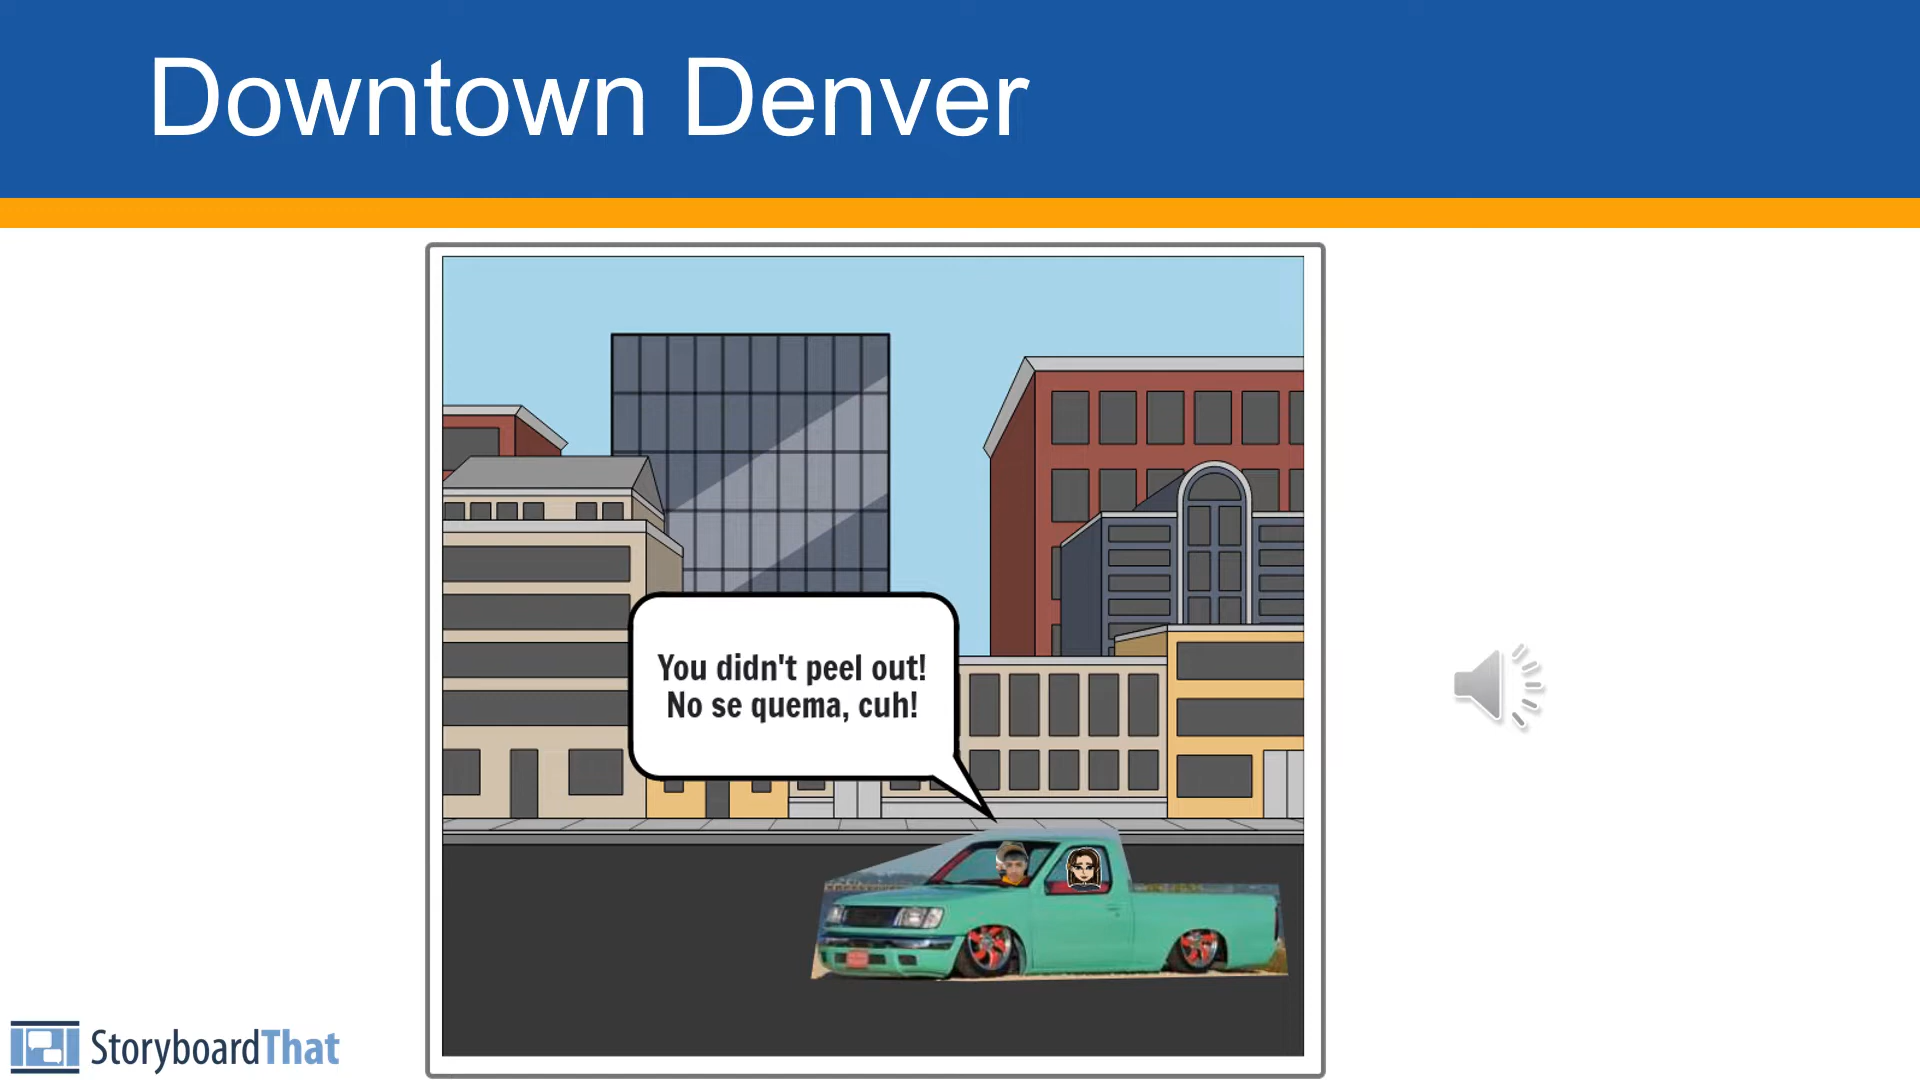 Downtown Denver
You didn't peel out!
No se quema, cuh!
StoryboardThat